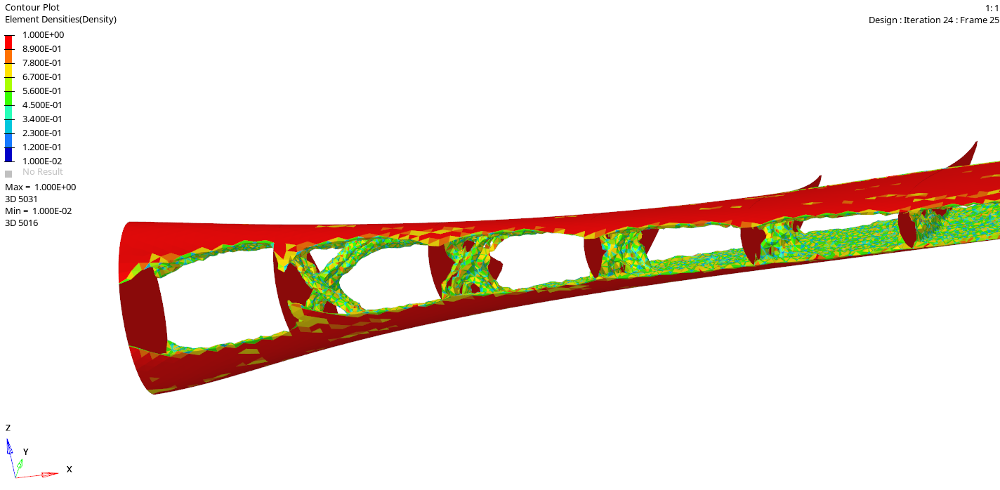 Contour Plot
Element Densities(Density)
1: 1
Design : Iteration 24 : Frame 25
1.000E+00
8.900E-01
7.800E-01
6.700E-01
5.600E-01
4.500E-01
3.400E-01
2.300E-01
1.200E-01
1.000E-02
No Result
Max = 1.000E+00
3D 5031
Min = 1.000E-02
3D 5016
Z
Y
X